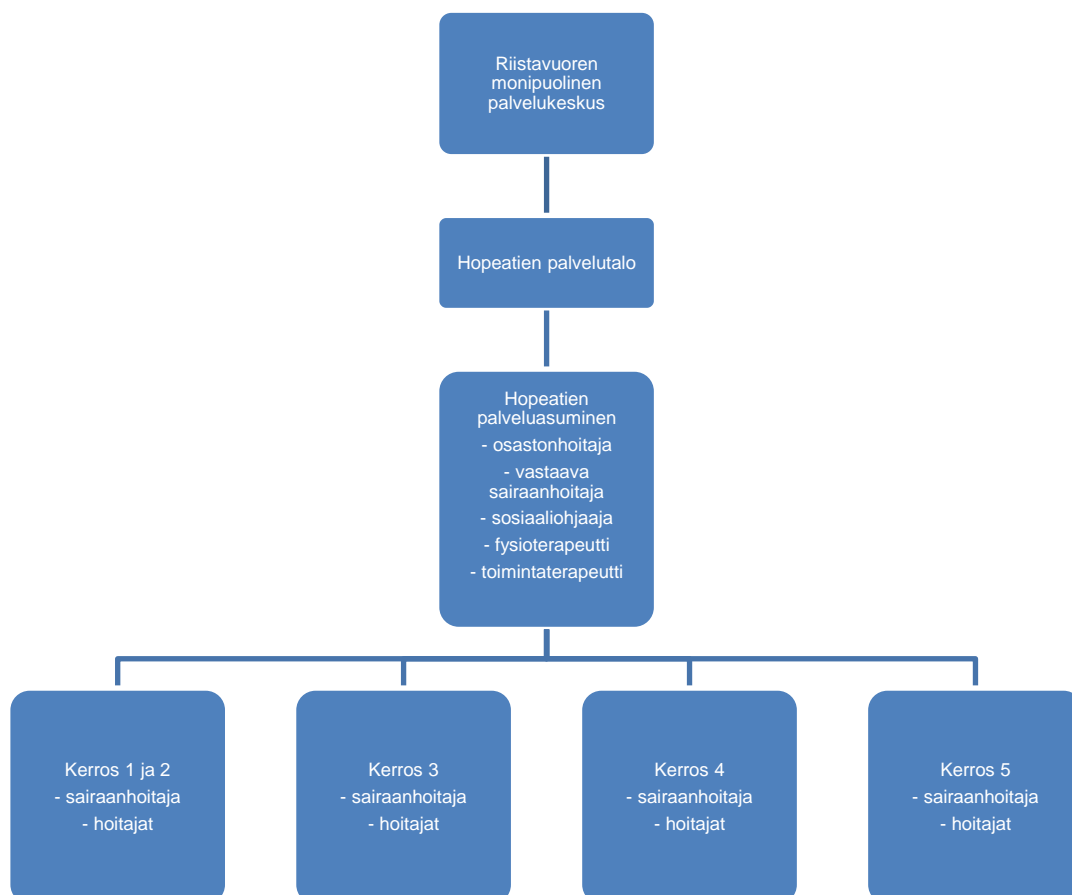 Riistavuoren
monipuolinen
palvelukeskus
Hopeatien palvelutalo
Hopeatien
palveluasuminen
- osastonhoitaja
- vastaava
sairaanhoitaja
- sosiaaliohjaaja
- fysioterapeutti
- toimintaterapeutti
Kerros 1 ja 2
- sairaanhoitaja
- hoitajat
Kerros 3
- sairaanhoitaja
- hoitajat
Kerros 4
- sairaanhoitaja
- hoitajat
Kerros 5
- sairaanhoitaja
- hoitajat